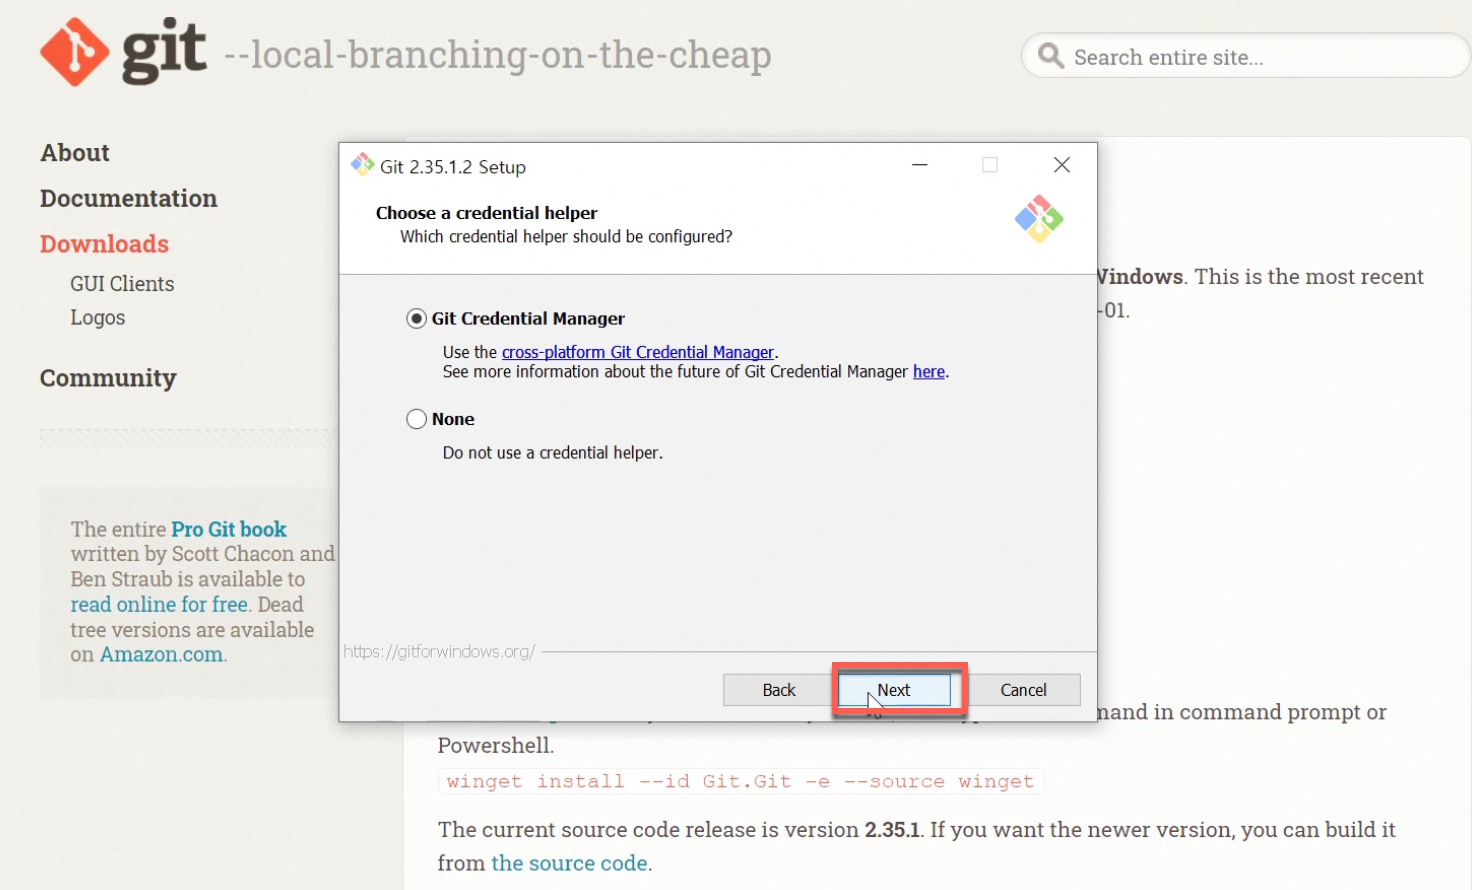 git --local-branching-on-the-cheap
Search entire site...
About
Documentation
Downloads
GUI Clients
Logos
Community
The entire Pro Git book
written by Scott Chacon and
Ben Straub is available to
read online for free. Dead
tree versions are available
on Amazon.com.
Git 2.35.1.2 Setup
Choose a credential helper
Which credential helper should be configured?
Git Credential Manager
Use the cross-platform Git Credential Manager.
See more information about the future of Git Credential Manager here.
None
Do not use a credential helper.
https://gitforwindows.org/
Back
Next
Cancel
Windows. This is the most recent
-01.
mand in command prompt or
Powershell.
winget install --id Git.Git -e --source winget
The current source code release is version 2.35.1. If you want the newer version, you can build it
from the source code.